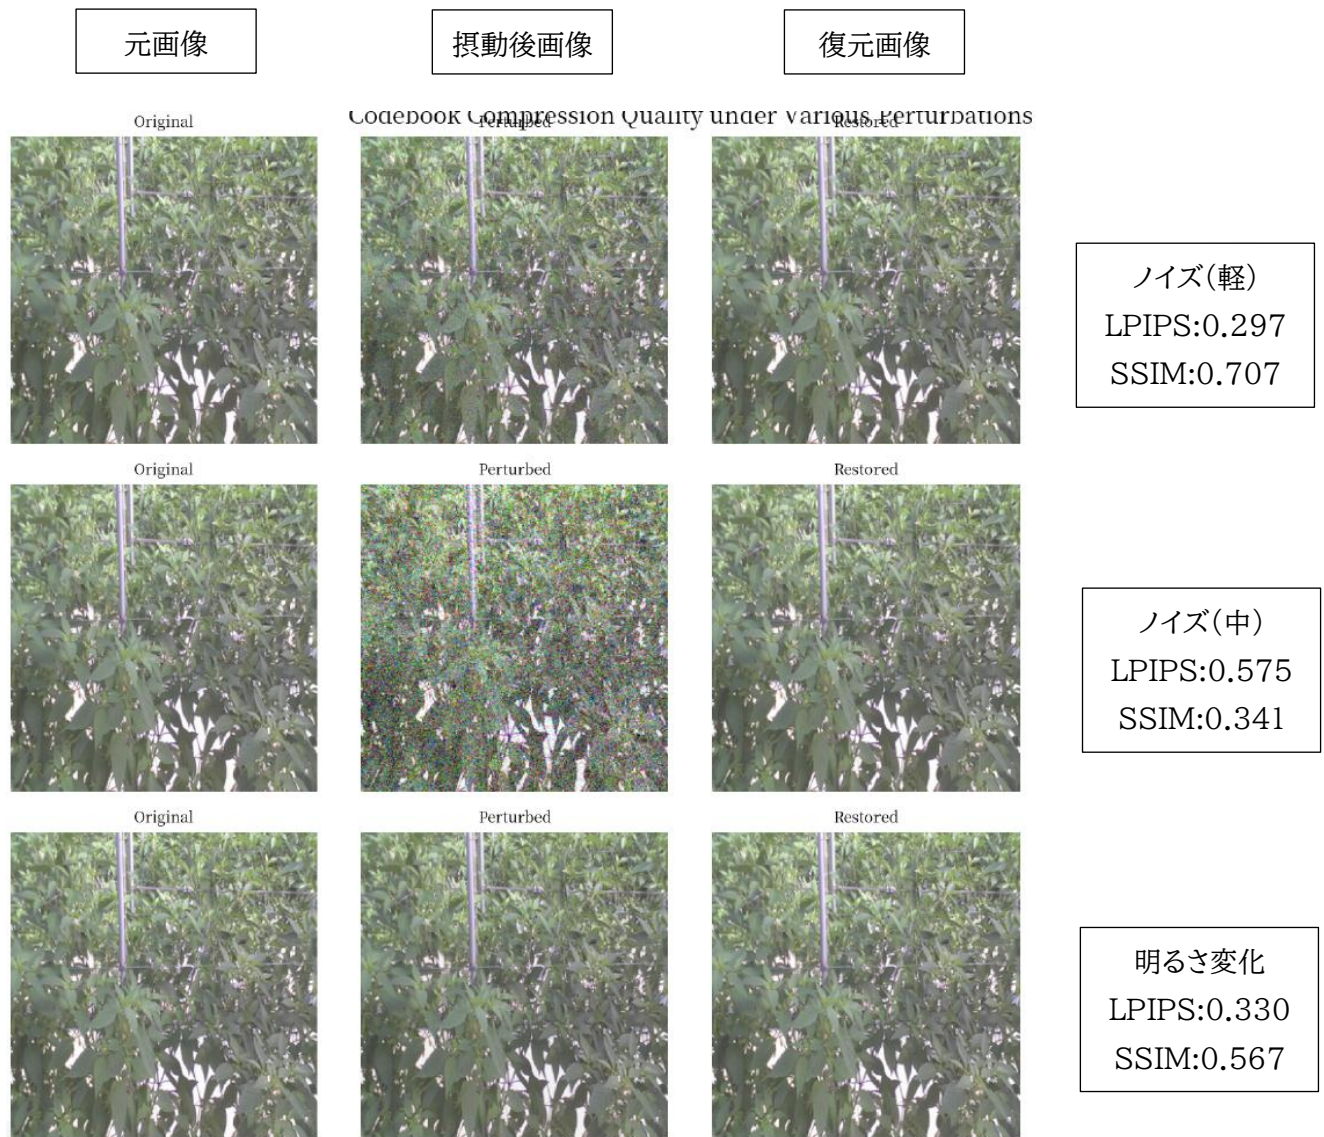 元画像 摂動後画像 復元画像
Codebook Compression Quality under Various Perturbations
Original Perturbed Restored
ノイズ(軽)
LPIPS:0.297
SSIM:0.707
Original Perturbed Restored
ノイズ(中)
LPIPS:0.575
SSIM:0.341
Original Perturbed Restored
明るさ変化
LPIPS:0.330
SSIM:0.567